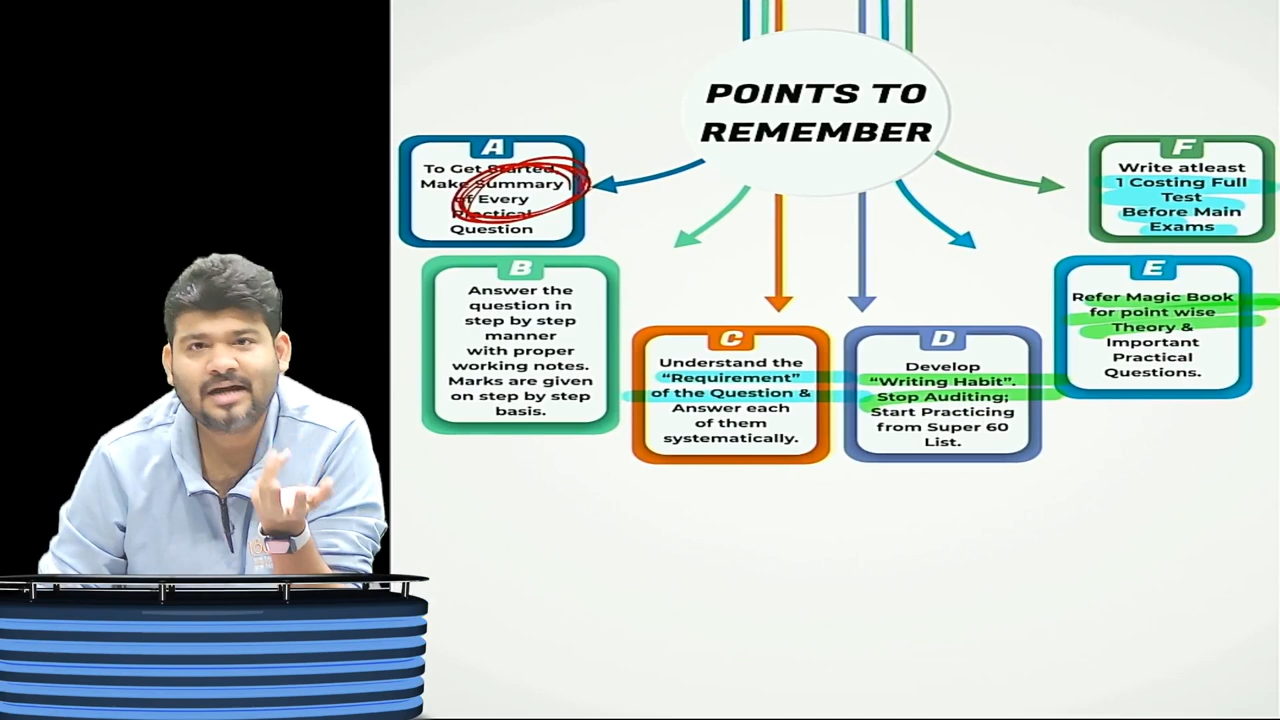 POINTS TO
REMEMBER
A
To Get Started,
Make Summary
of Every
Practical
Question
B
Answer the
question in
step by step
manner
with proper
working notes.
Marks are given
on step by step
basis.
C
Understand the
“Requirement”
of the Question &
Answer each
of them
systematically.
D
Develop
“Writing Habit”.
Stop Auditing;
Start Practicing
from Super 60
List.
E
Refer Magic Book
for point wise
Theory &
Important
Practical
Questions.
F
Write atleast
1 Costing Full
Test
Before Main
Exams